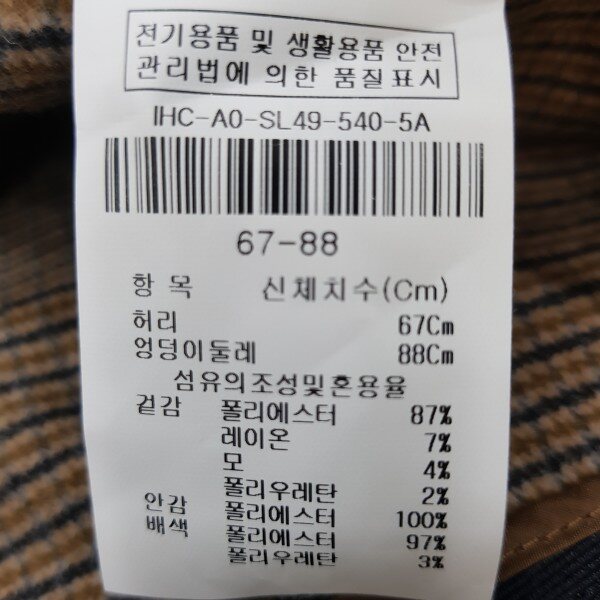 전기용품 및 생활용품 안전
관리법에 의한 품질표시
IHC-A0-SL49-540-5A
67-88
항 목 신체치수(Cm)
허리 67Cm
엉덩이둘레 88Cm
섬유의조성및혼용율
겉감 폴리에스터 87%
레이온 7%
모 4%
폴리우레탄 2%
안감 폴리에스터 100%
배색 폴리에스터 97%
폴리우레탄 3%